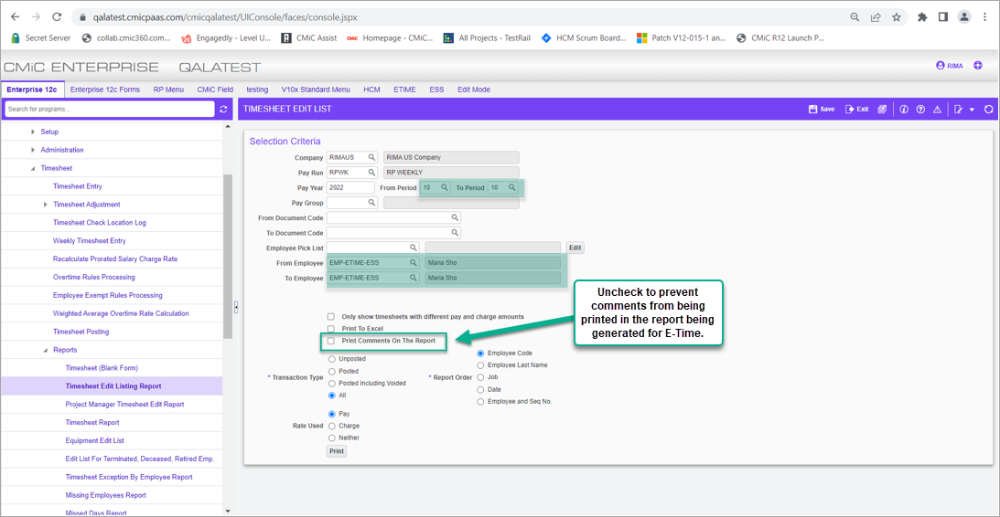 qalatest.cmicpaas.com/cmicqalatest/UIConsole/faces/console.jspx
Secret Server collab.cmic360.com... Engagedly - Level U... CMiC Assist CMiC Homepage - CMiC... All Projects - TestRail HCM Scrum Board... Patch V12-015-1 an... CMiC R12 Launch P...
CMiC ENTERPRISE QALATEST RIMA
Enterprise 12c Enterprise 12c Forms RP Menu CMiC Field testing V10x Standard Menu HCM ETIME ESS Edit Mode
Search for programs...
TIMESHEET EDIT LIST Save Exit
Setup
Administration
Timesheet
Timesheet Entry
Timesheet Adjustment
Timesheet Check Location Log
Weekly Timesheet Entry
Recalculate Prorated Salary Charge Rate
Overtime Rules Processing
Employee Exempt Rules Processing
Weighted Average Overtime Rate Calculation
Timesheet Posting
Reports
Timesheet (Blank Form)
Timesheet Edit Listing Report
Project Manager Timesheet Edit Report
Timesheet Report
Equipment Edit List
Edit List For Terminated, Deceased, Retired Emp.
Timesheet Exception By Employee Report
Missing Employees Report
Missed Days Report
Selection Criteria
Company RIMAUS RIMA US Company
Pay Run RPWK RP WEEKLY
Pay Year 2022 From Period 10 To Period 10
Pay Group
From Document Code
To Document Code
Employee Pick List Edit
From Employee EMP-ETIME-ESS Maria Sho
To Employee EMP-ETIME-ESS Maria Sho
Only show timesheets with different pay and charge amounts
Print To Excel
Print Comments On The Report
* Transaction Type
Unposted
Posted
Posted Including Voided
All
* Report Order
Employee Code
Employee Last Name
Job
Date
Employee and Seq No.
Rate Used
Pay
Charge
Neither
Print
Uncheck to prevent
comments from being
printed in the report being
generated for E-Time.